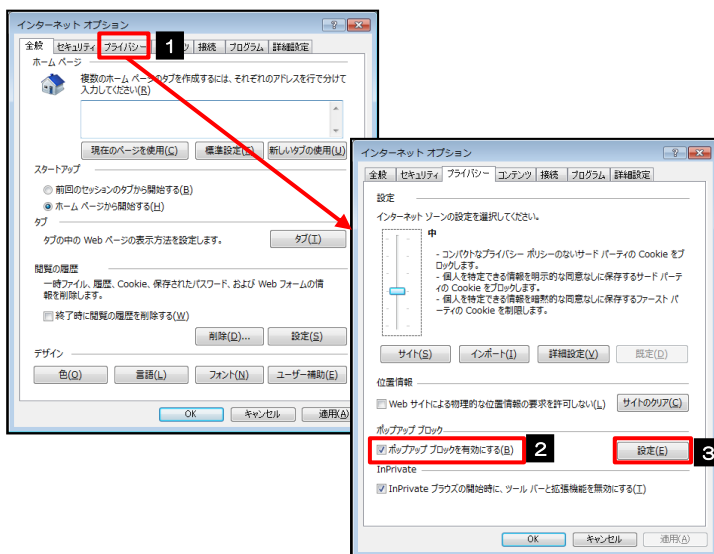 インターネット オプション
全般 セキュリティ プライバシー 1 ツ 接続 プログラム 詳細設定
ホーム ページ
複数のホーム ページのタブを作成するには、それぞれのアドレスを行で分けて
入力してください(R)
現在のページを使用(C) 標準設定 新しいタブの使用(U)
スタートアップ
前回のセッションのタブから開始する(B)
ホーム ページから開始する(H)
タブ
タブの中の Web ページの表示方法を設定します。 タブ(T)
閲覧の履歴
一時ファイル、履歴、Cookie、保存されたパスワード、および Web フォームの情
報を削除します。
終了時に閲覧の履歴を削除する(W)
削除(D)... 設定(S)
デザイン
色(O) 言語(L) フォント(N) ユーザー補助(E)
OK キャンセル 適用(A)
インターネット オプション
全般 セキュリティ プライバシー コンテンツ 接続 プログラム 詳細設定
設定
インターネット ゾーンの設定を選択してください。
中
- コンパクトなプライバシー ポリシーのないサード パーティの Cookie をブ
ロックします。
- 個人を特定できる情報を明示的な同意なしに保存するサード パーテ
ィの Cookie をブロックします。
- 個人を特定できる情報を暗黙的な同意なしに保存するファースト パ
ーティの Cookie を制限します。
サイト(S) インポート(I) 詳細設定(V) 既定(D)
位置情報
Web サイトによる物理的な位置情報の要求を許可しない(L) サイトのクリア(C)
ポップアップ ブロック
ポップアップ ブロックを有効にする(B) 2 設定(E) 3
InPrivate
InPrivate ブラウズの開始時に、ツール バーと拡張機能を無効にする(T)
OK キャンセル 適用(A)